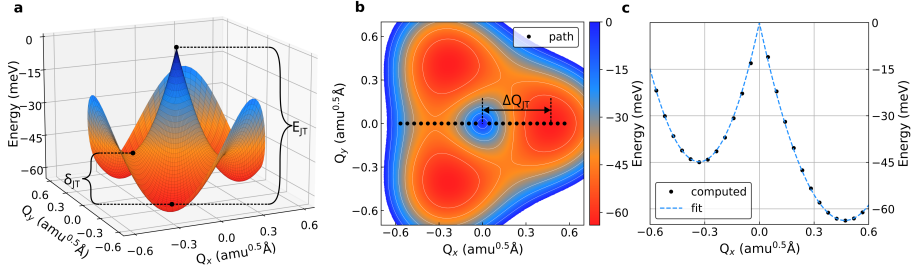 a
Energy (meV)
0
−15
−30
−45
−60
0.6
0.3
0.0
−0.3
−0.6
Q_y (amu^0.5Å)
−0.6
−0.3
0.0
0.3
0.6
Q_x (amu^0.5Å)
δ_JT
E_JT
b
Q_y (amu^0.5Å)
0.6
0.3
0.0
−0.3
−0.6
path
ΔQ_JT
−0.6
−0.3
0.0
0.3
0.6
Q_x (amu^0.5Å)
0
−15
−30
−45
−60
Energy (meV)
c
computed
fit
−0.6
−0.3
0.0
0.3
0.6
Q_x (amu^0.5Å)
0
−15
−30
−45
−60
Energy (meV)